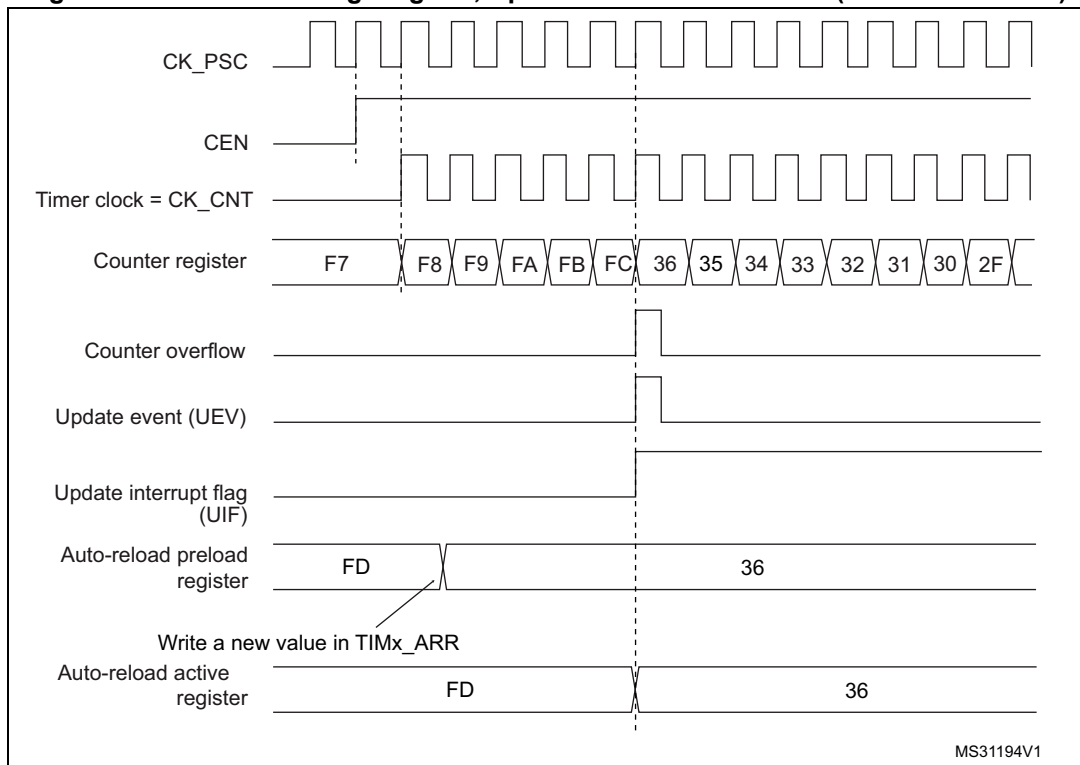 CK_PSC
CEN
Timer clock = CK_CNT
Counter register
F7 F8 F9 FA FB FC 36 35 34 33 32 31 30 2F
Counter overflow
Update event (UEV)
Update interrupt flag
(UIF)
Auto-reload preload
register
FD 36
Write a new value in TIMx_ARR
Auto-reload active
register
FD 36
MS31194V1